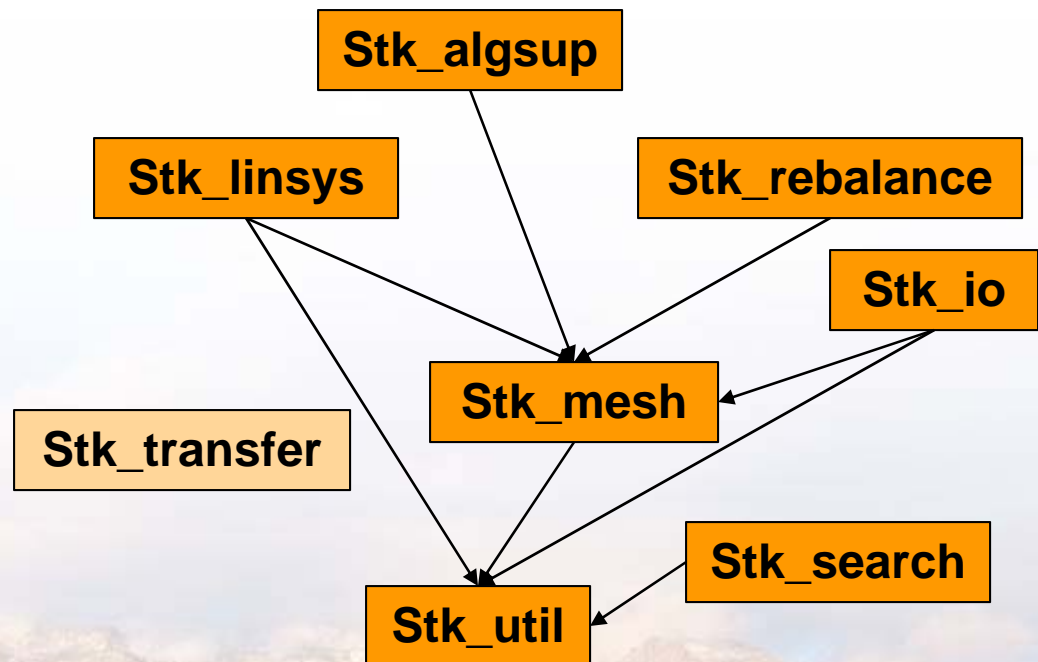 Stk_algsup
Stk_linsys
Stk_rebalance
Stk_io
Stk_mesh
Stk_transfer
Stk_search
Stk_util